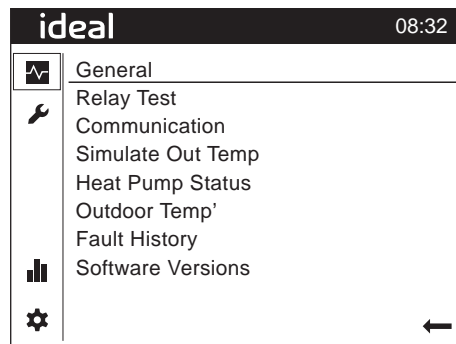 ideal 08:32
General
Relay Test
Communication
Simulate Out Temp
Heat Pump Status
Outdoor Temp'
Fault History
Software Versions